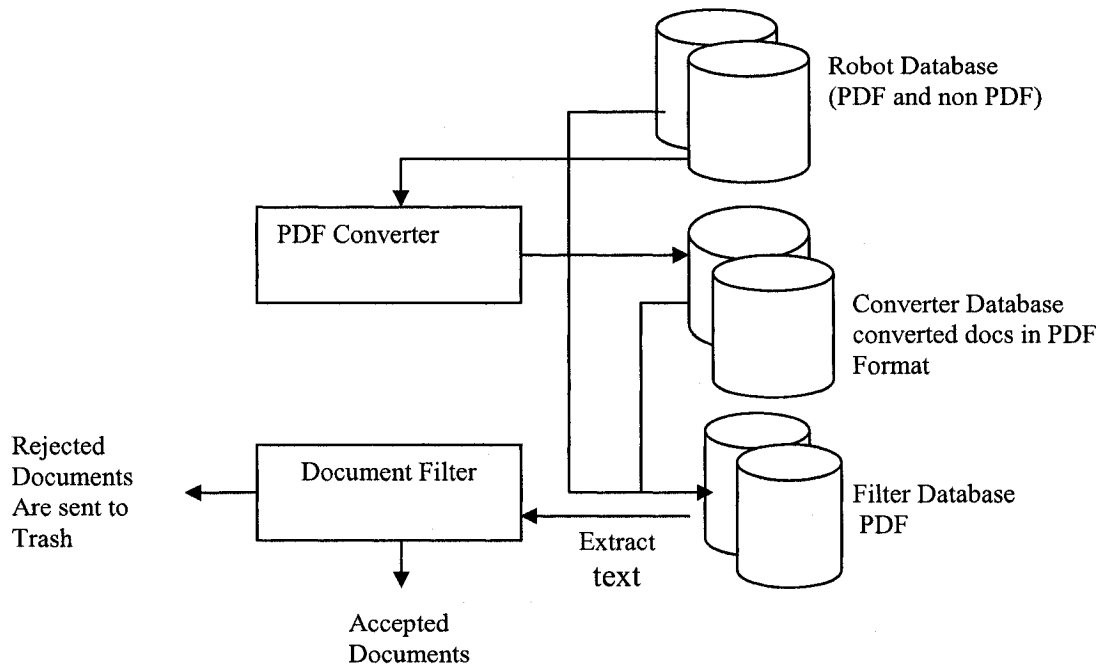 Robot Database
(PDF and non PDF)
PDF Converter
Converter Database
converted docs in PDF
Format
Rejected
Documents
Are sent to
Trash
Document Filter
Extract
text
Filter Database
PDF
Accepted
Documents